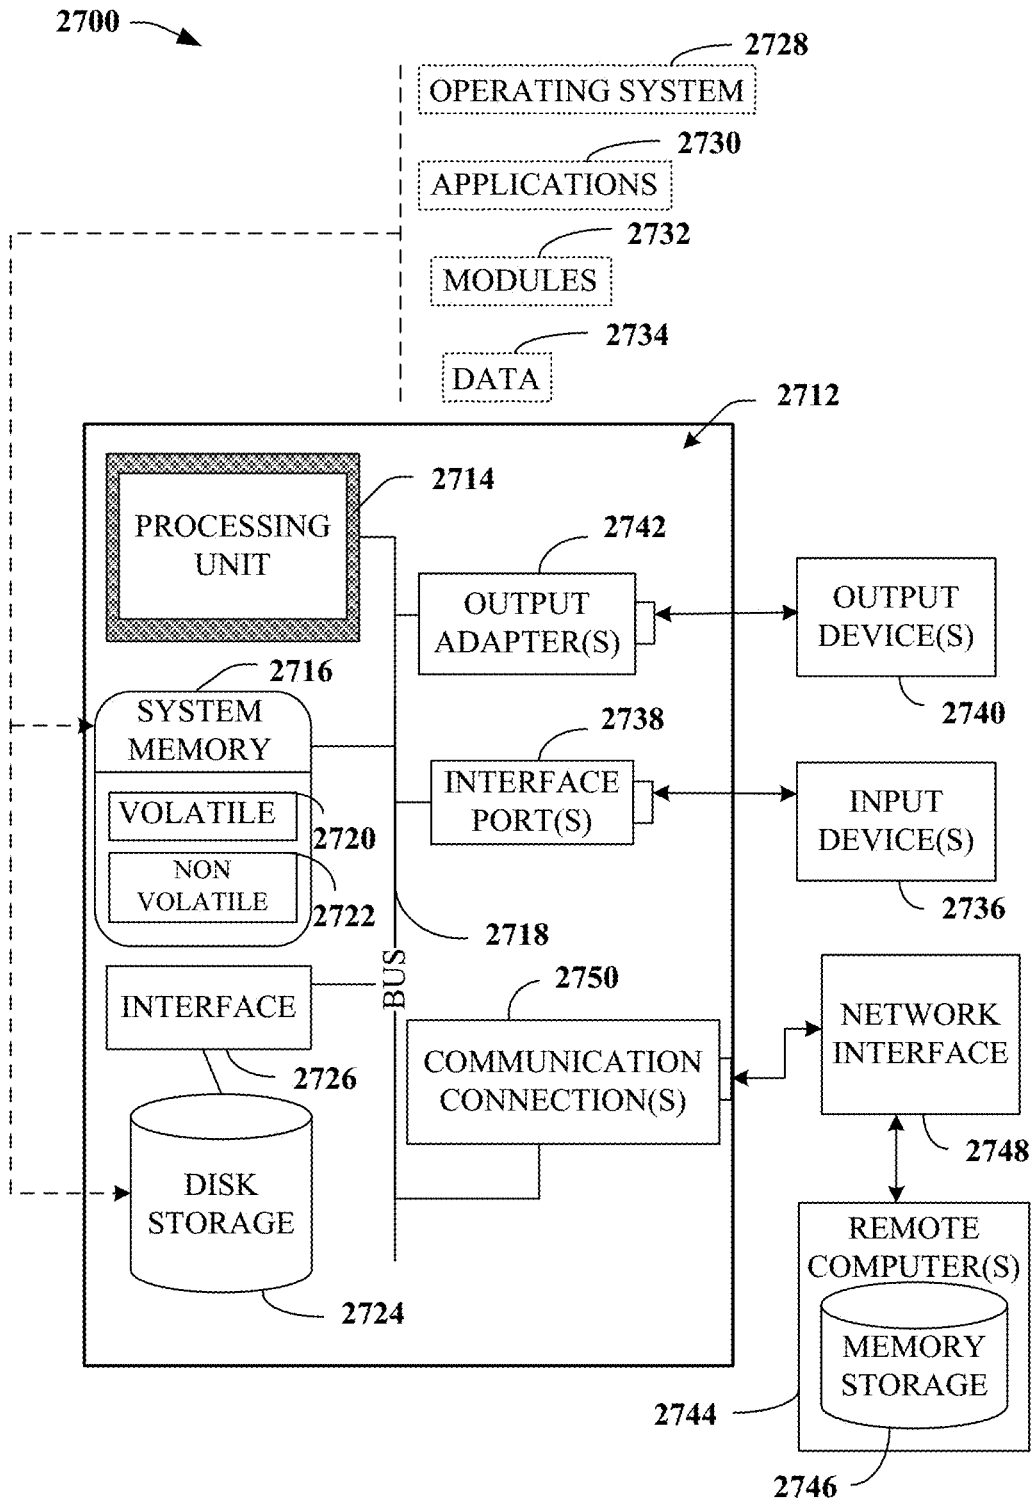 2700
2728
OPERATING SYSTEM
2730
APPLICATIONS
2732
MODULES
2734
DATA
2712
2714
PROCESSING
UNIT
2742
OUTPUT
ADAPTER(S)
OUTPUT
DEVICE(S)
2740
2716
SYSTEM
MEMORY
2738
INTERFACE
PORT(S)
INPUT
DEVICE(S)
2736
VOLATILE
2720
NON
VOLATILE
2722
2718
BUS
INTERFACE
2726
2750
COMMUNICATION
CONNECTION(S)
NETWORK
INTERFACE
2748
DISK
STORAGE
2724
REMOTE
COMPUTER(S)
MEMORY
STORAGE
2744
2746